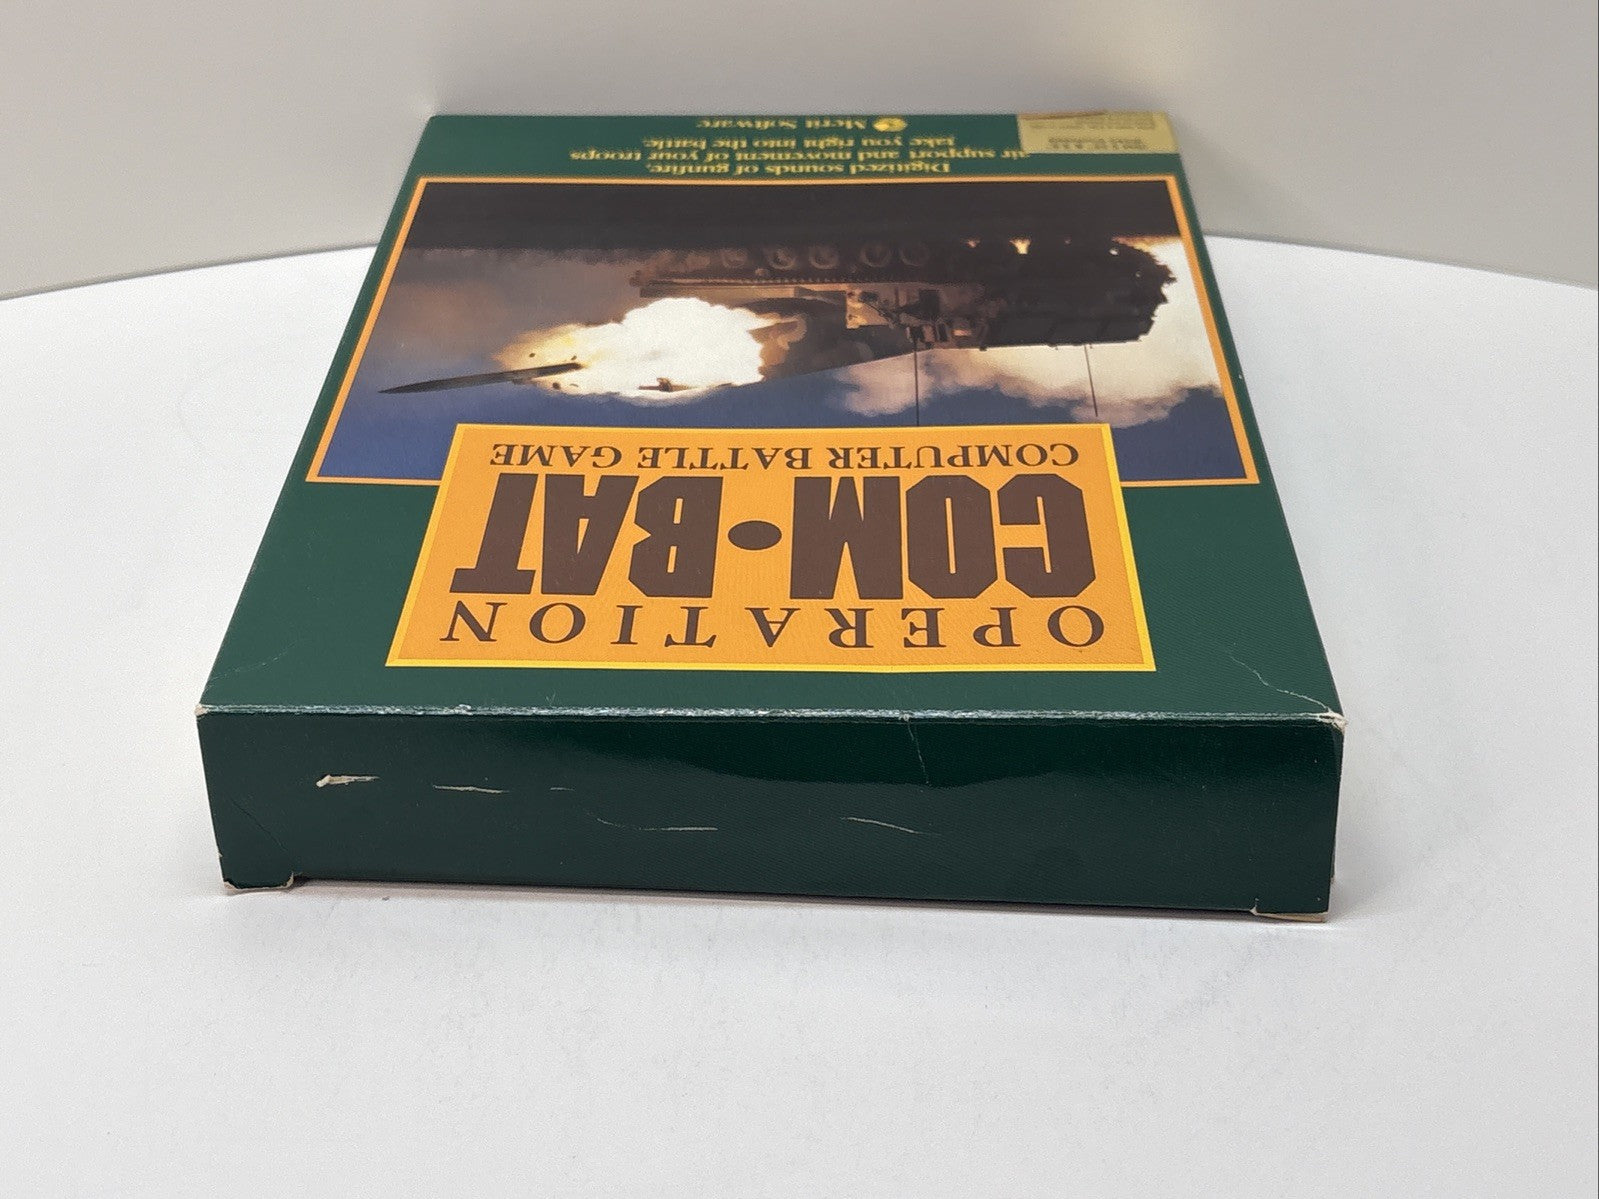 OPERATION
COM•BAT
COMPUTER BATTLE GAME
Digitized sounds of gunfire,
air support and movement of your troops
take you right into the battle.
Merit Software